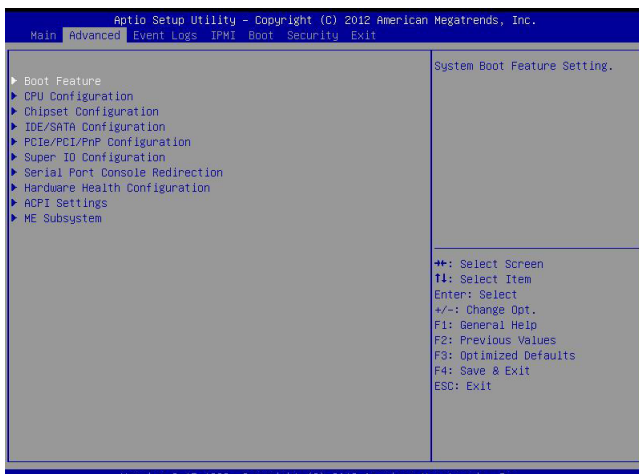 Aptio Setup Utility – Copyright (C) 2012 American Megatrends, Inc.
Main Advanced Event Logs IPMI Boot Security Exit
▶ Boot Feature
▶ CPU Configuration
▶ Chipset Configuration
▶ IDE/SATA Configuration
▶ PCIe/PCI/PnP Configuration
▶ Super IO Configuration
▶ Serial Port Console Redirection
▶ Hardware Health Configuration
▶ ACPI Settings
▶ ME Subsystem
System Boot Feature Setting.
→←: Select Screen
↑↓: Select Item
Enter: Select
+/-: Change Opt.
F1: General Help
F2: Previous Values
F3: Optimized Defaults
F4: Save & Exit
ESC: Exit